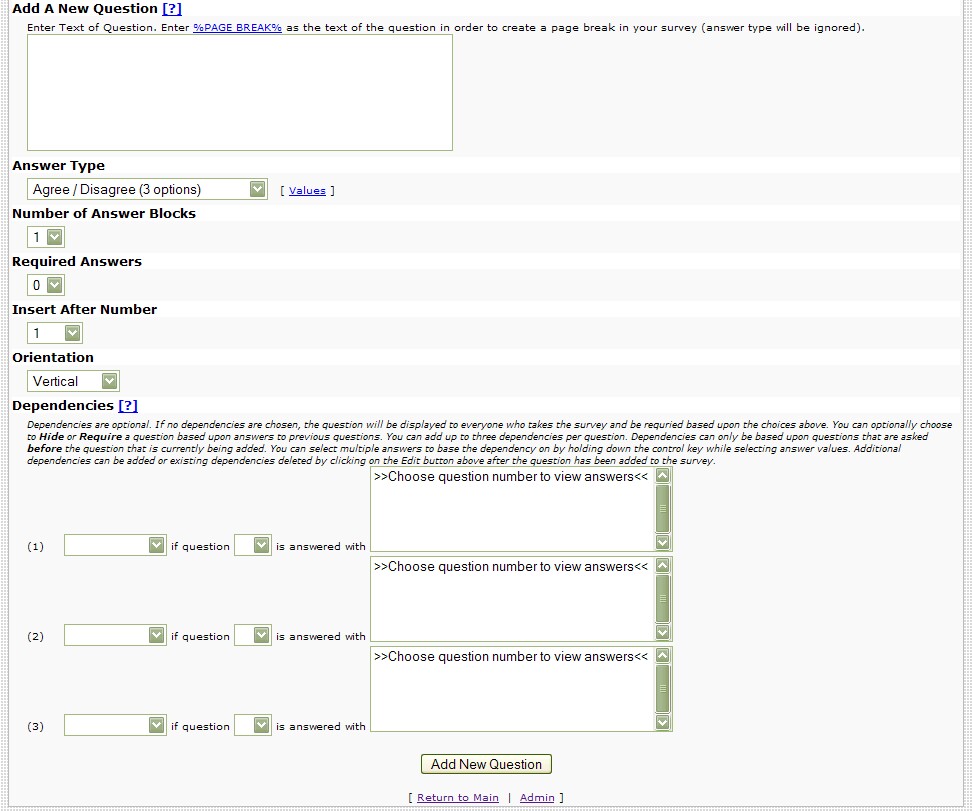 Add A New Question [?]
Enter Text of Question. Enter %PAGE BREAK% as the text of the question in order to create a page break in your survey (answer type will be ignored).
Answer Type
Agree / Disagree (3 options) [ Values ]
Number of Answer Blocks
1
Required Answers
0
Insert After Number
1
Orientation
Vertical
Dependencies [?]
Dependencies are optional. If no dependencies are chosen, the question will be displayed to everyone who takes the survey and be requried based upon the choices above. You can optionally choose
to Hide or Require a question based upon answers to previous questions. You can add up to three dependencies per question. Dependencies can only be based upon questions that are asked
before the question that is currently being added. You can select multiple answers to base the dependency on by holding down the control key while selecting answer values. Additional
dependencies can be added or existing dependencies deleted by clicking on the Edit button above after the question has been added to the survey.
>>Choose question number to view answers<<
(1) if question is answered with
>>Choose question number to view answers<<
(2) if question is answered with
>>Choose question number to view answers<<
(3) if question is answered with
Add New Question
[ Return to Main | Admin ]